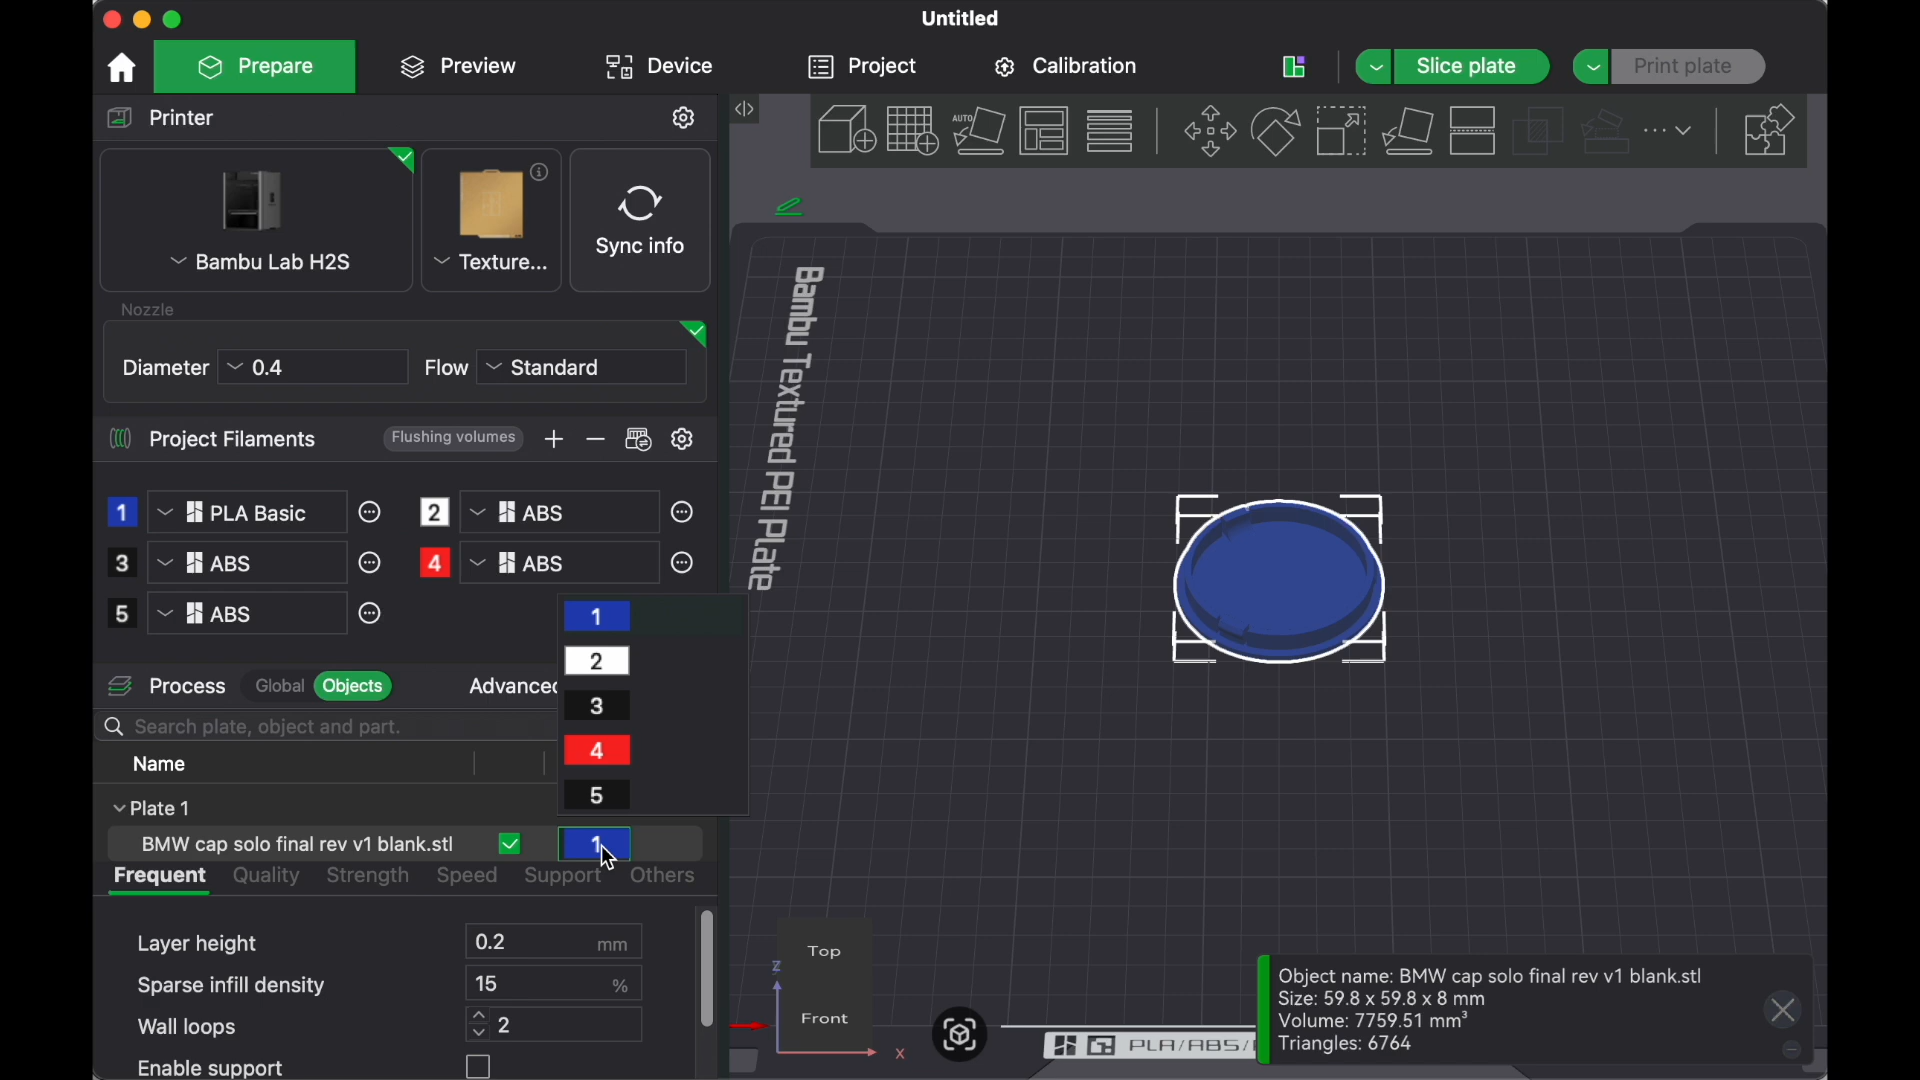 Untitled
Prepare
Preview
Device
Project
Calibration
Slice plate
Print plate
Printer
AUTO
Bambu Lab H2S
Texture...
Sync info
Nozzle
Diameter
0.4
Flow
Standard
Project Filaments
Flushing volumes
1
PLA Basic
2
ABS
3
ABS
4
ABS
5
ABS
1
2
3
4
5
Process
Global
Objects
Advanced
Search plate, object and part.
Name
Plate 1
BMW cap solo final rev v1 blank.stl
1
Frequent
Quality
Strength
Speed
Support
Others
Layer height
0.2
mm
Sparse infill density
15
%
Wall loops
2
Enable support
Bambu Textured PEI Plate
Top
Front
Z
X
PLA/ABS/
Object name: BMW cap solo final rev v1 blank.stl
Size: 59.8 x 59.8 x 8 mm
Volume: 7759.51 mm³
Triangles: 6764